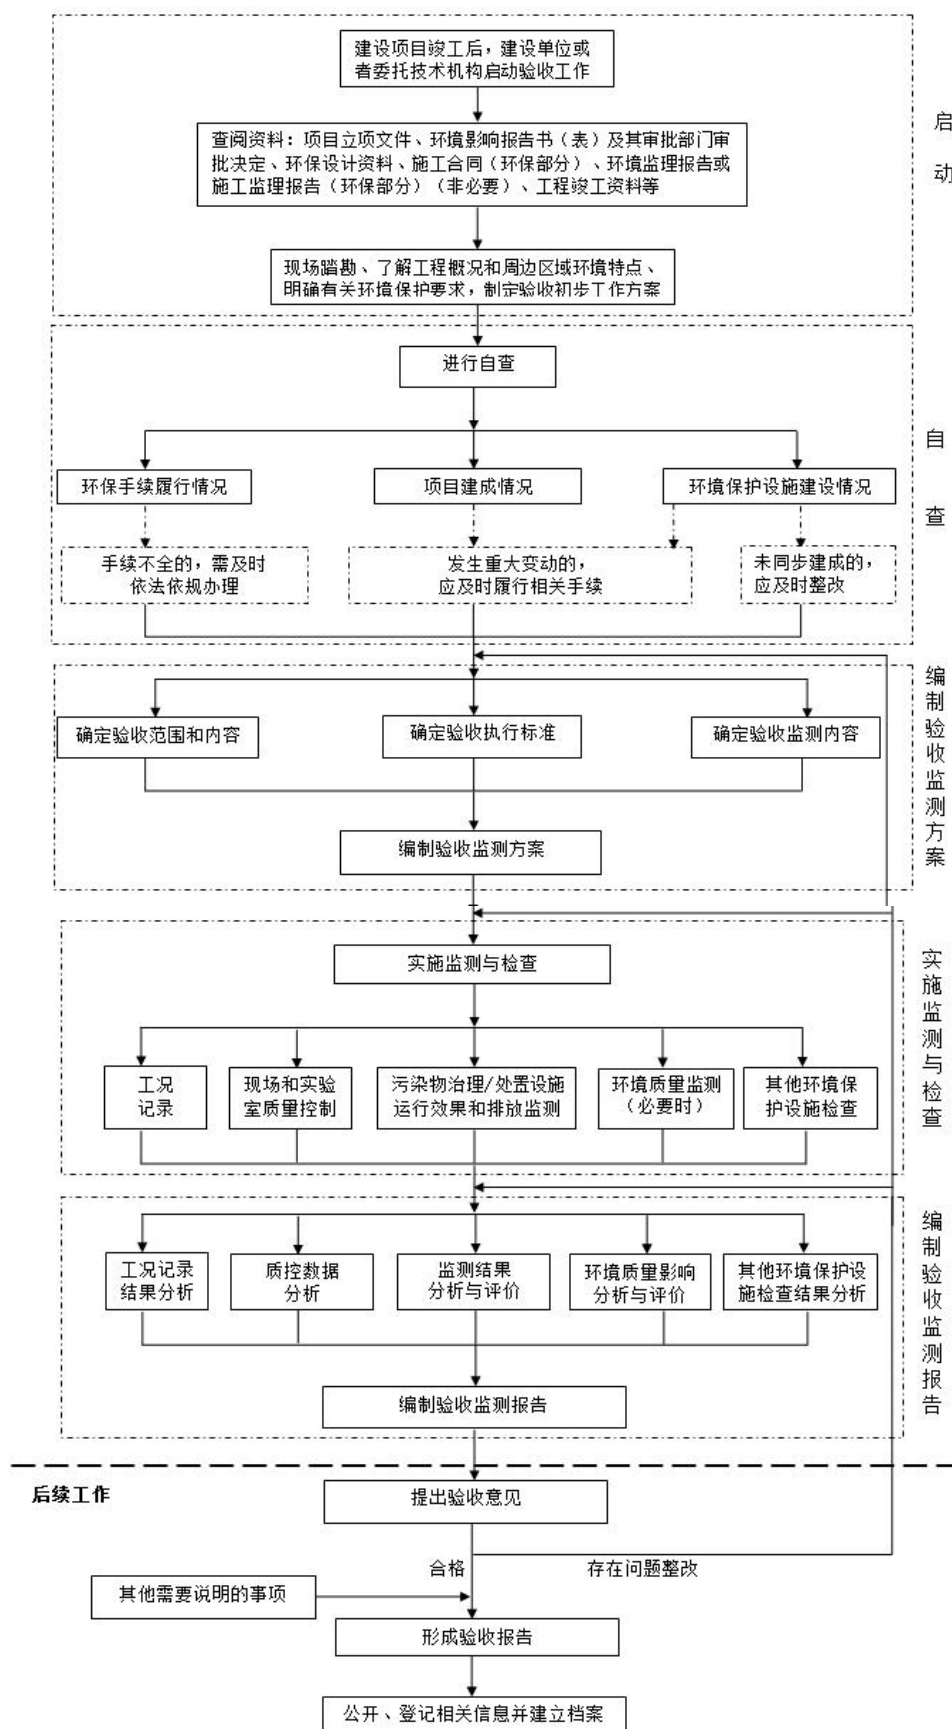 建设项目竣工后，建设单位或
者委托技术机构启动验收工作
启
动
查阅资料：项目立项文件、环境影响报告书（表）及其审批部门审
批决定、环保设计资料、施工合同（环保部分）、环境监理报告或
施工监理报告（环保部分）（非必要）、工程竣工资料等
现场踏勘、了解工程概况和周边区域环境特点、
明确有关环境保护要求，制定验收初步工作方案
进行自查
自
查
环保手续履行情况
项目建成情况
环境保护设施建设情况
手续不全的，需及时
依法依规办理
发生重大变动的，
应及时履行相关手续
未同步建成的，
应及时整改
编制验收监测方案
确定验收范围和内容
确定验收执行标准
确定验收监测内容
编制验收监测方案
实施监测与检查
实施监测与检查
工况
记录
现场和实验
室质量控制
污染物治理/处置设施
运行效果和排放监测
环境质量监测
（必要时）
其他环境保
护设施检查
编制验收监测报告
工况记录
结果分析
质控数据
分析
监测结果
分析与评价
环境质量影响
分析与评价
其他环境保护设
施检查结果分析
编制验收监测报告
后续工作
提出验收意见
合格
存在问题整改
其他需要说明的事项
形成验收报告
公开、登记相关信息并建立档案